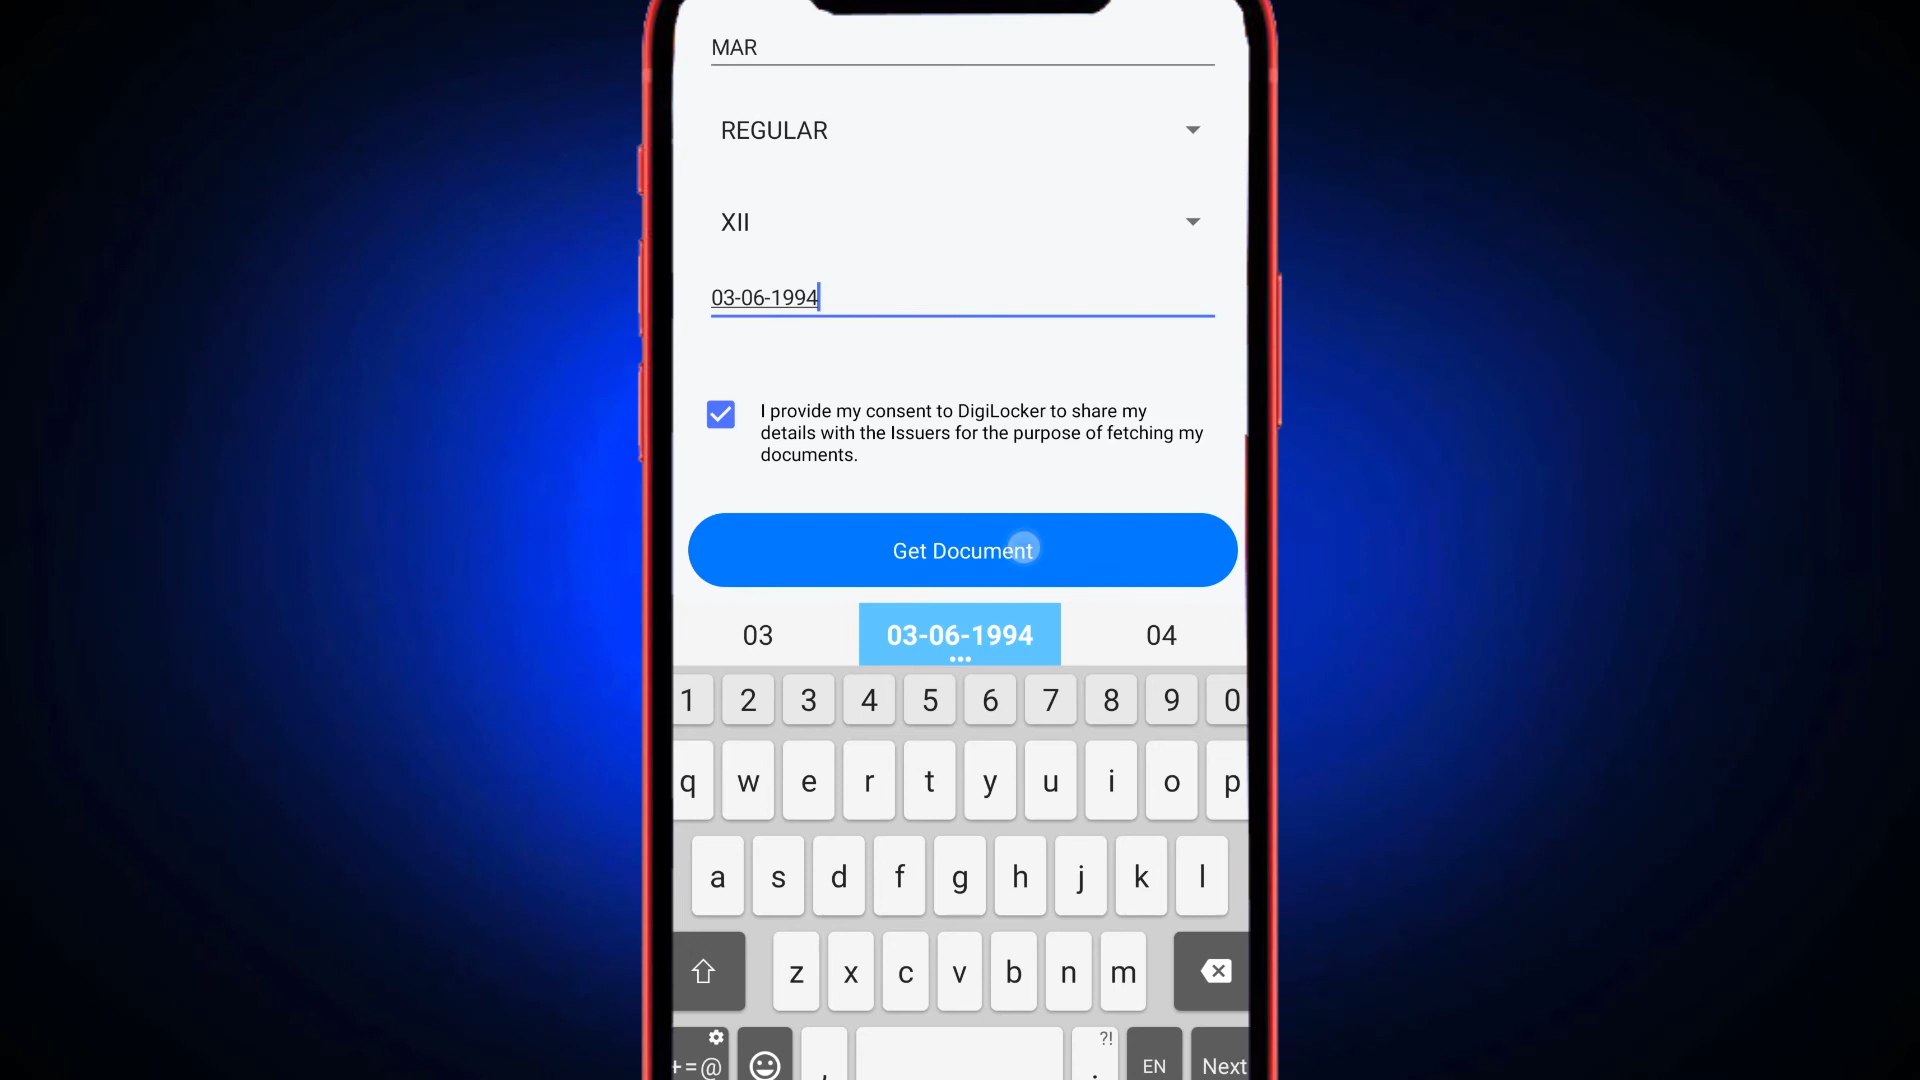 MAR
REGULAR
XII
03-06-1994
I provide my consent to DigiLocker to share my
details with the Issuers for the purpose of fetching my
documents.
Get Document
03 03-06-1994 04
1 2 3 4 5 6 7 8 9 0
q w e r t y u i o p
a s d f g h j k l
z x c v b n m
?!
+=@ , . EN Next